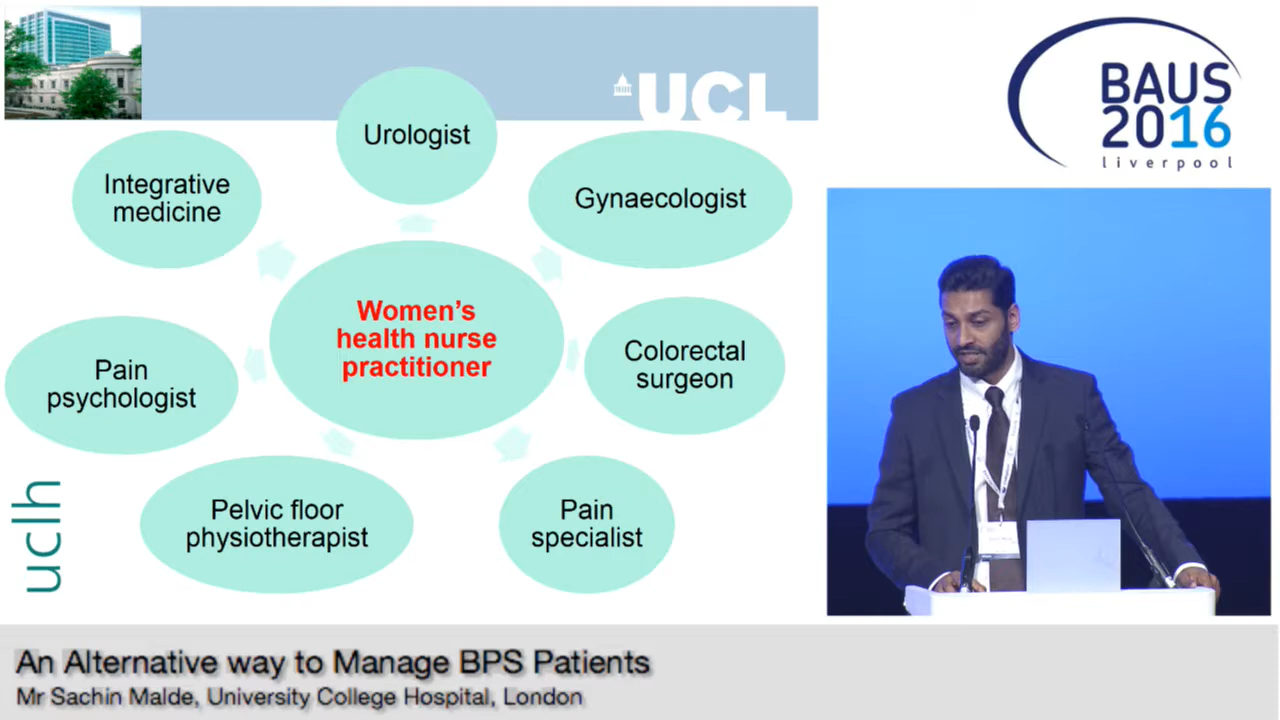 UCL
BAUS
2016
liverpool
Urologist
Integrative
medicine
Gynaecologist
Women’s
health nurse
practitioner
Colorectal
surgeon
Pain
psychologist
Pelvic floor
physiotherapist
Pain
specialist
uclh
An Alternative way to Manage BPS Patients
Mr Sachin Malde, University College Hospital, London